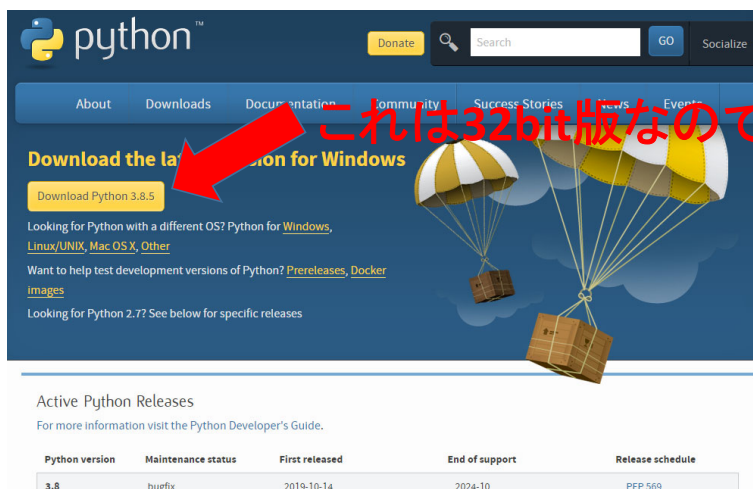 python™
Donate
Search
GO
Socialize
About Downloads Documentation Community Success Stories News Events
これは32bit版なので
Download the version for Windows
Download Python 3.8.5
Looking for Python with a different OS? Python for Windows,
Linux/UNIX, Mac OS X, Other
Want to help test development versions of Python? Prereleases, Docker
images
Looking for Python 2.7? See below for specific releases
Active Python Releases
For more information visit the Python Developer's Guide.
Python version Maintenance status First released End of support Release schedule
3.8 bugfix 2019-10-14 2024-10 PEP 569